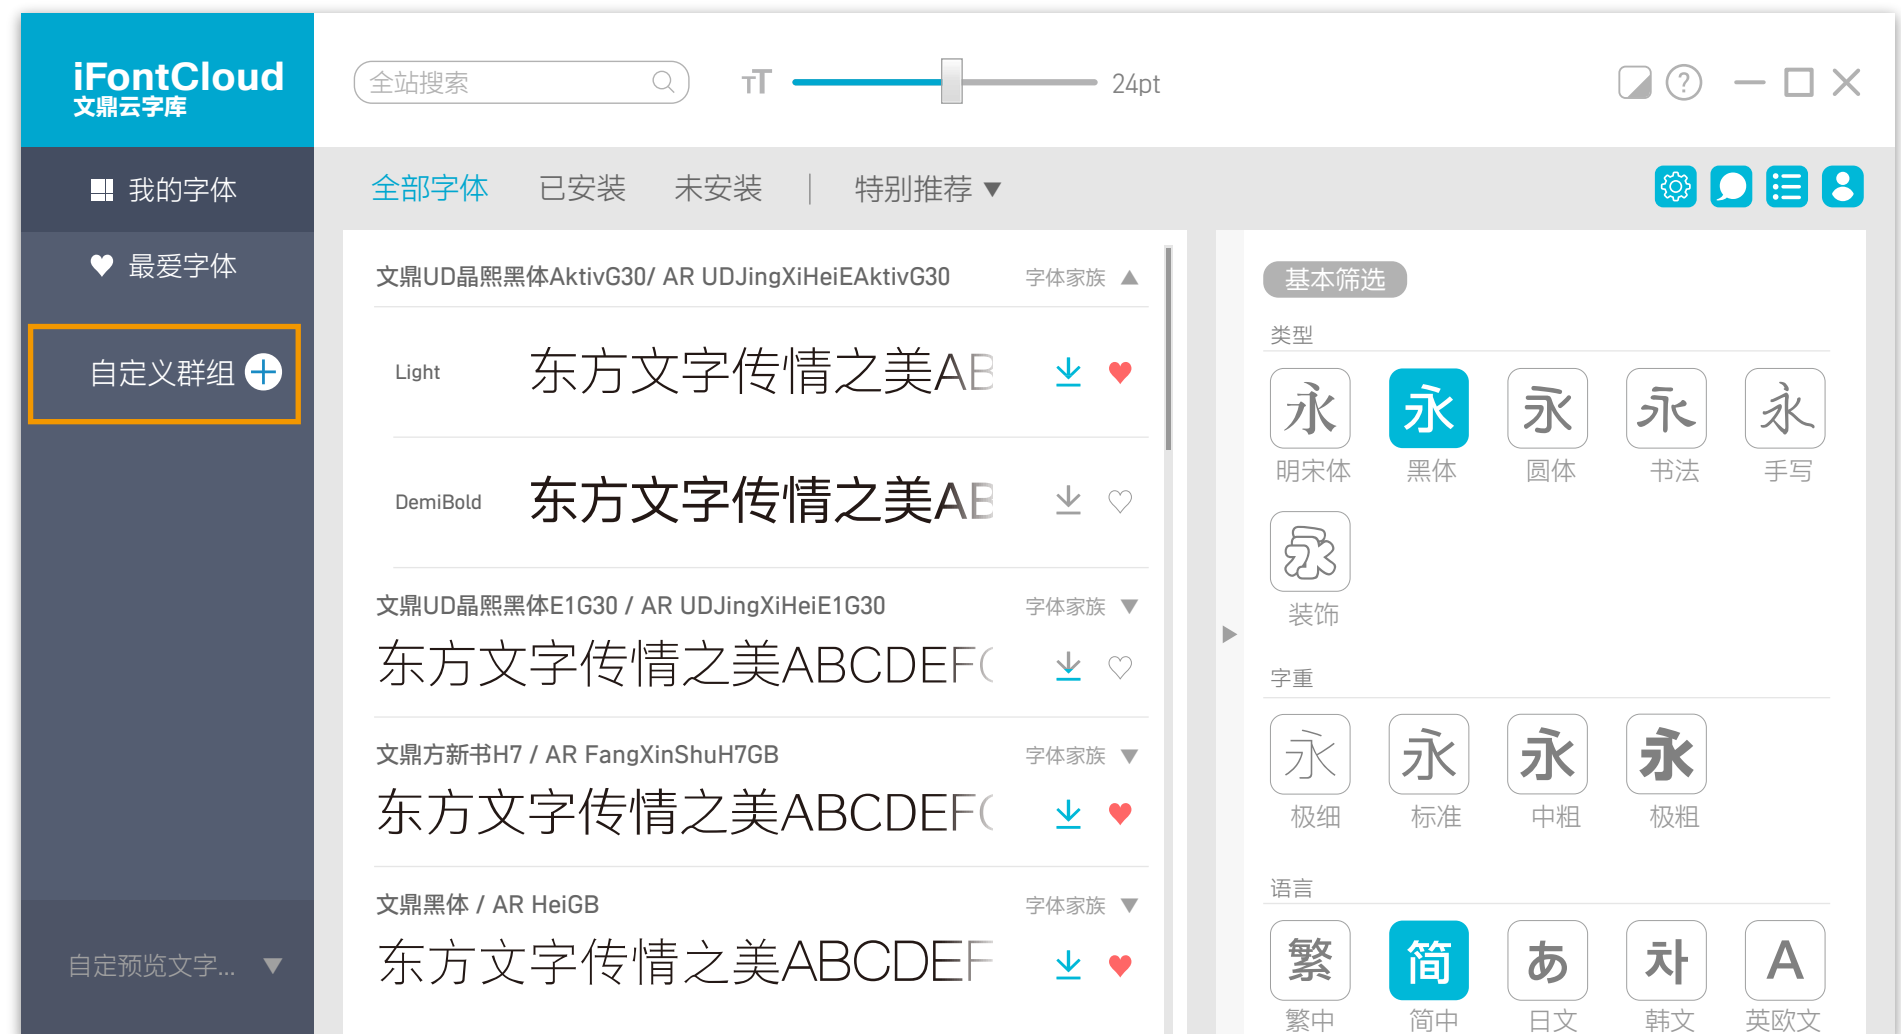 iFontCloud
文鼎云字库
全站搜索
TT
24pt
?
我的字体
最爱字体
自定义群组
自定预览文字...
全部字体 已安装 未安装 | 特别推荐 ▼
文鼎UD晶熙黑体AktivG30/ AR UDJingXiHeiEAktivG30 字体家族
Light 东方文字传情之美AB
DemiBold 东方文字传情之美AB
文鼎UD晶熙黑体E1G30 / AR UDJingXiHeiE1G30 字体家族
东方文字传情之美ABCDEF
文鼎方新书H7 / AR FangXinShuH7GB 字体家族
东方文字传情之美ABCDEF
文鼎黑体 / AR HeiGB 字体家族
东方文字传情之美ABCDEF
基本筛选
类型
永 永 永 永 永
明宋体 黑体 圆体 书法 手写
永
装饰
字重
永 永 永 永
极细 标准 中粗 极粗
语言
繁 简 あ 차 A
繁中 简中 日文 韩文 英欧文